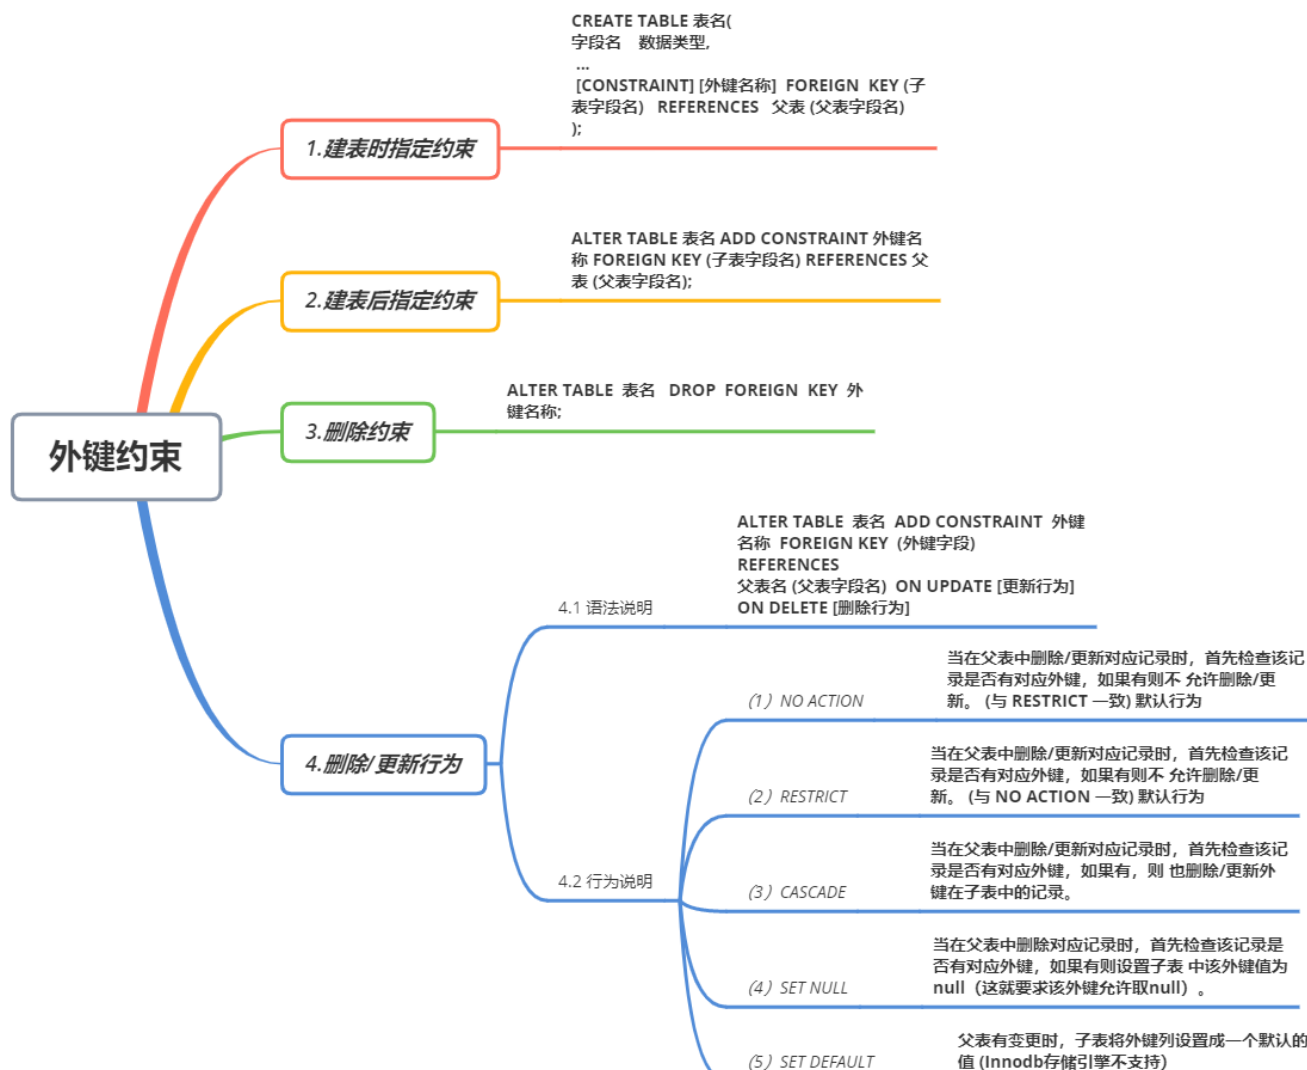 外键约束
1.建表时指定约束
CREATE TABLE 表名(
字段名 数据类型,
...
[CONSTRAINT] [外键名称] FOREIGN KEY (子
表字段名) REFERENCES 父表 (父表字段名)
);
2.建表后指定约束
ALTER TABLE 表名 ADD CONSTRAINT 外键名
称 FOREIGN KEY (子表字段名) REFERENCES 父
表 (父表字段名);
3.删除约束
ALTER TABLE 表名 DROP FOREIGN KEY 外
键名称;
4.删除/更新行为
4.1 语法说明
ALTER TABLE 表名 ADD CONSTRAINT 外键
名称 FOREIGN KEY (外键字段)
REFERENCES
父表名 (父表字段名) ON UPDATE [更新行为]
ON DELETE [删除行为]
4.2 行为说明
（1）NO ACTION
当在父表中删除/更新对应记录时，首先检查该记
录是否有对应外键，如果有则不 允许删除/更
新。 (与 RESTRICT 一致) 默认行为
（2）RESTRICT
当在父表中删除/更新对应记录时，首先检查该记
录是否有对应外键，如果有则不 允许删除/更
新。 (与 NO ACTION 一致) 默认行为
（3）CASCADE
当在父表中删除/更新对应记录时，首先检查该记
录是否有对应外键，如果有，则 也删除/更新外
键在子表中的记录。
（4）SET NULL
当在父表中删除对应记录时，首先检查该记录是
否有对应外键，如果有则设置子表 中该外键值为
null（这就要求该外键允许取null）。
（5）SET DEFAULT
父表有变更时，子表将外键列设置成一个默认的
值 (Innodb存储引擎不支持）